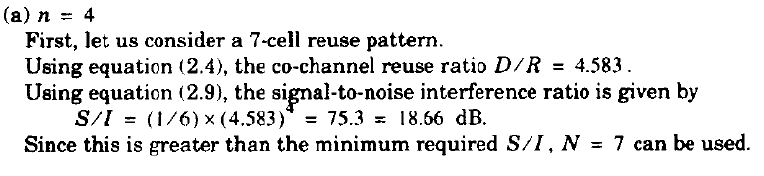 (a) n = 4
First, let us consider a 7-cell reuse pattern.
Using equation (2.4), the co-channel reuse ratio D/R = 4.583.
Using equation (2.9), the signal-to-noise interference ratio is given by
S/I = (1/6) × (4.583)⁴ = 75.3 = 18.66 dB.
Since this is greater than the minimum required S/I, N = 7 can be used.